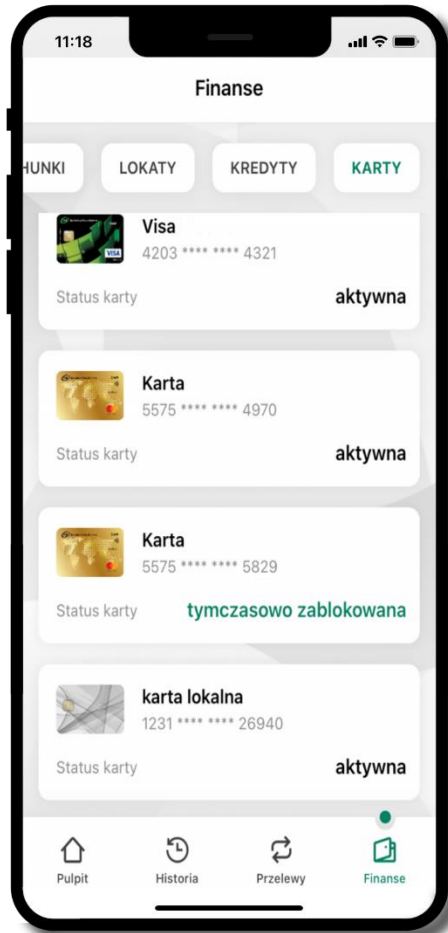 11:18
Finanse
HUNKI LOKATY KREDYTY KARTY
VISA
Visa
4203 **** **** 4321
Status karty aktywna
Karta
5575 **** **** 4970
Status karty aktywna
Karta
5575 **** **** 5829
Status karty tymczasowo zablokowana
karta lokalna
1231 **** **** 26940
Status karty aktywna
Pulpit Historia Przelewy Finanse